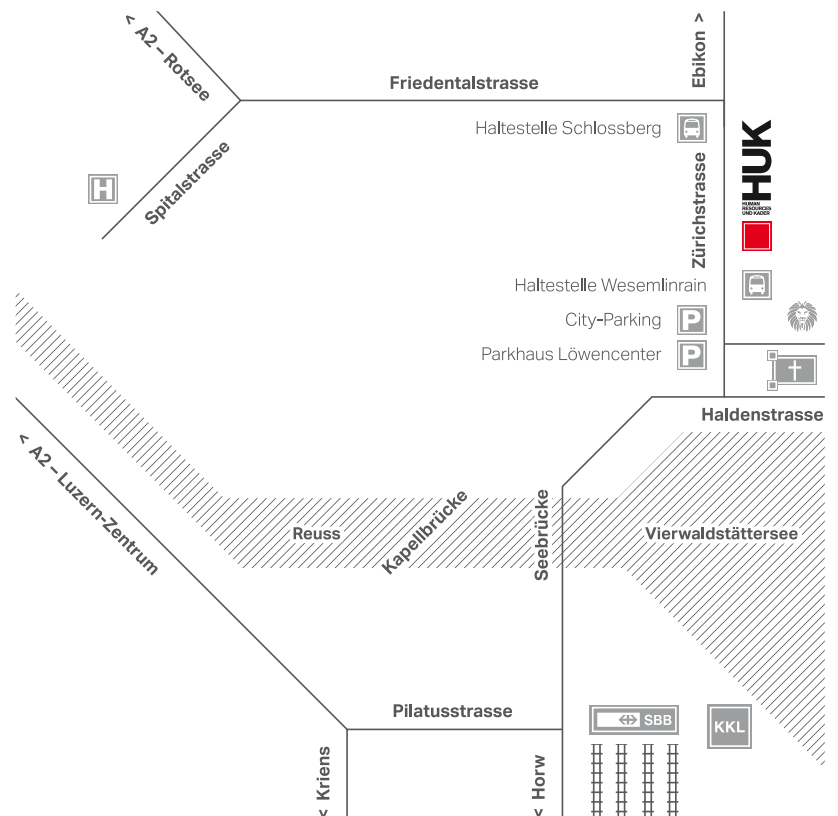 < A2 – Rotsee
Ebikon >
Friedentalstrasse
Haltestelle Schlossberg
HUK
HUMAN
RESOURCES
UND KADER
H
Spitalstrasse
Zürichstrasse
Haltestelle Wesemlinrain
City-Parking
P
Parkhaus Löwencenter
P
Haldenstrasse
< A2 – Luzern-Zentrum
Reuss
Kapellbrücke
Seebrücke
Vierwaldstättersee
Pilatusstrasse
SBB
KKL
< Kriens
< Horw